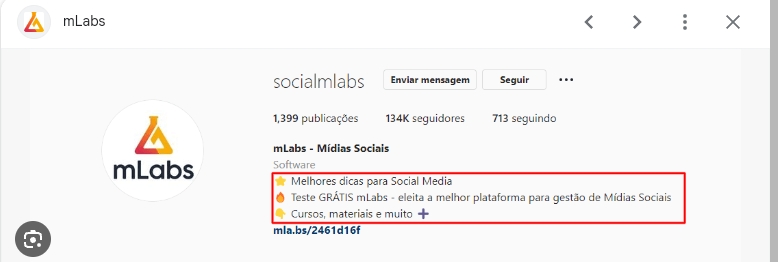 mLabs
socialmlabs Enviar mensagem Seguir
1,399 publicações 134K seguidores 713 seguindo
mLabs
mLabs - Mídias Sociais
Software
⭐ Melhores dicas para Social Media
🔥 Teste GRÁTIS mLabs - eleita a melhor plataforma para gestão de Mídias Sociais
👇 Cursos, materiais e muito ➕
mla.bs/2461d16f